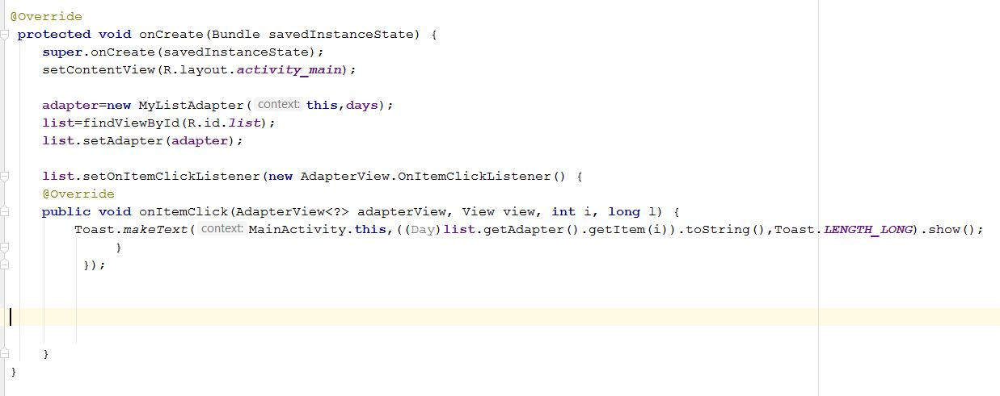 @Override
protected void onCreate(Bundle savedInstanceState) {
super.onCreate(savedInstanceState);
setContentView(R.layout.activity_main);
adapter=new MyListAdapter( context: this,days);
list=findViewById(R.id.list);
list.setAdapter(adapter);
list.setOnItemClickListener(new AdapterView.OnItemClickListener() {
@Override
public void onItemClick(AdapterView<?> adapterView, View view, int i, long l) {
Toast.makeText( context: MainActivity.this,((Day)list.getAdapter().getItem(i)).toString(),Toast.LENGTH_LONG).show();
}
});
}
}